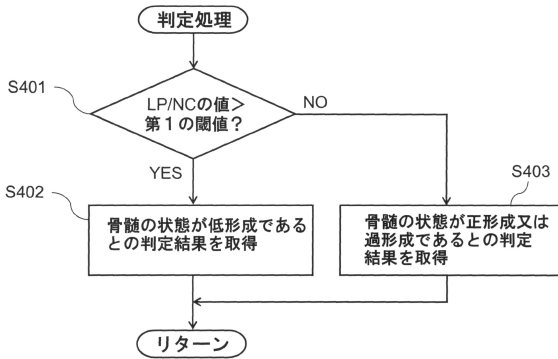 判定処理
S401
LP/NCの値>
第1の閾値?
NO
YES
S402
骨髄の状態が低形成である
との判定結果を取得
S403
骨髄の状態が正形成又は
過形成であるとの判定
結果を取得
リターン